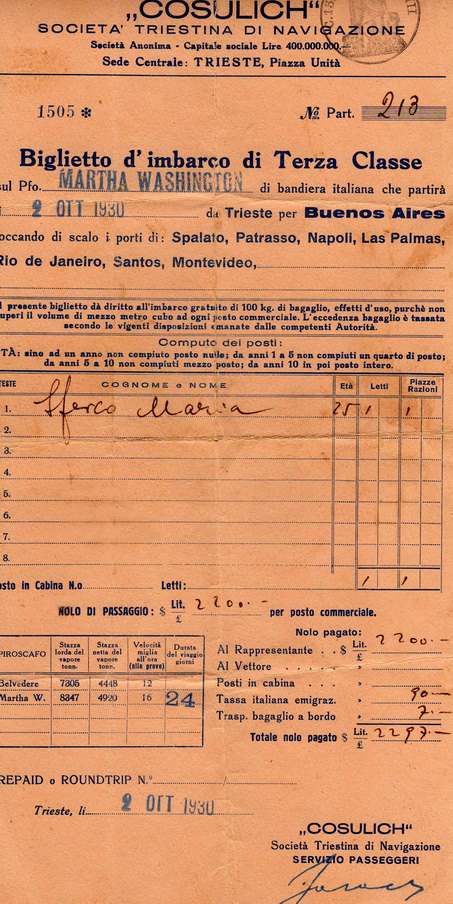 „COSULICH“
SOCIETA' TRIESTINA DI NAVIGAZIONE
Società Anonima - Capitale sociale Lire 400.000.000.-
Sede Centrale: TRIESTE, Piazza Unità
1505 ✻ № Part. 213
Biglietto d'imbarco di Terza Classe
sul Pfo. MARTHA WASHINGTON di bandiera italiana che partirà
2 OTT 1930 da Trieste per Buenos Aires
occando di scalo i porti di: Spalato, Patrasso, Napoli, Las Palmas,
Rio de Janeiro, Santos, Montevideo,
l presente biglietto dà diritto all'imbarco gratuito di 100 kg. di bagaglio, effetti d'uso, purchè non
uperi il volume di mezzo metro cubo ad ogni posto commerciale. L'eccedenza bagaglio è tassata
secondo le vigenti disposizioni emanate dalle competenti Autorità.
Computo dei posti:
TÀ: sino ad un anno non compiuto posto nulle; da anni 1 a 5 non compiuti un quarto di posto;
da anni 5 a 10 non compiuti mezzo posto; da anni 10 in poi posto intero.
TESTE COGNOME e NOME Età Letti Piazze Razioni
1. Sferco Maria 25 1 1
2.
3.
4.
5.
6.
7.
8.
1 1
osto in Cabina N.o Letti:
NOLO DI PASSAGGIO: $ Lit. £ 2200.- per posto commerciale.
Nolo pagato:
Al Rappresentante . . $ Lit. £ 2200.-
Al Vettore . . . . .
Posti in cabina . . . "
Tassa italiana emigraz. " 90.-
Trasp. bagaglio a bordo " 7.-
Totale nolo pagato $ Lit. £ 2297.-
PIROSCAFO Stazza lorda del vapore tonn. Stazza netta del vapore tonn. Velocità miglia all'ora (alle prove) Durata del viaggio giorni
Belvedere 7305 4448 12
Martha W. 8347 4920 16 24
REPAID o ROUNDTRIP N.º /
Trieste, li 2 OTT 1930
„COSULICH“
Società Triestina di Navigazione
SERVIZIO PASSEGGERI